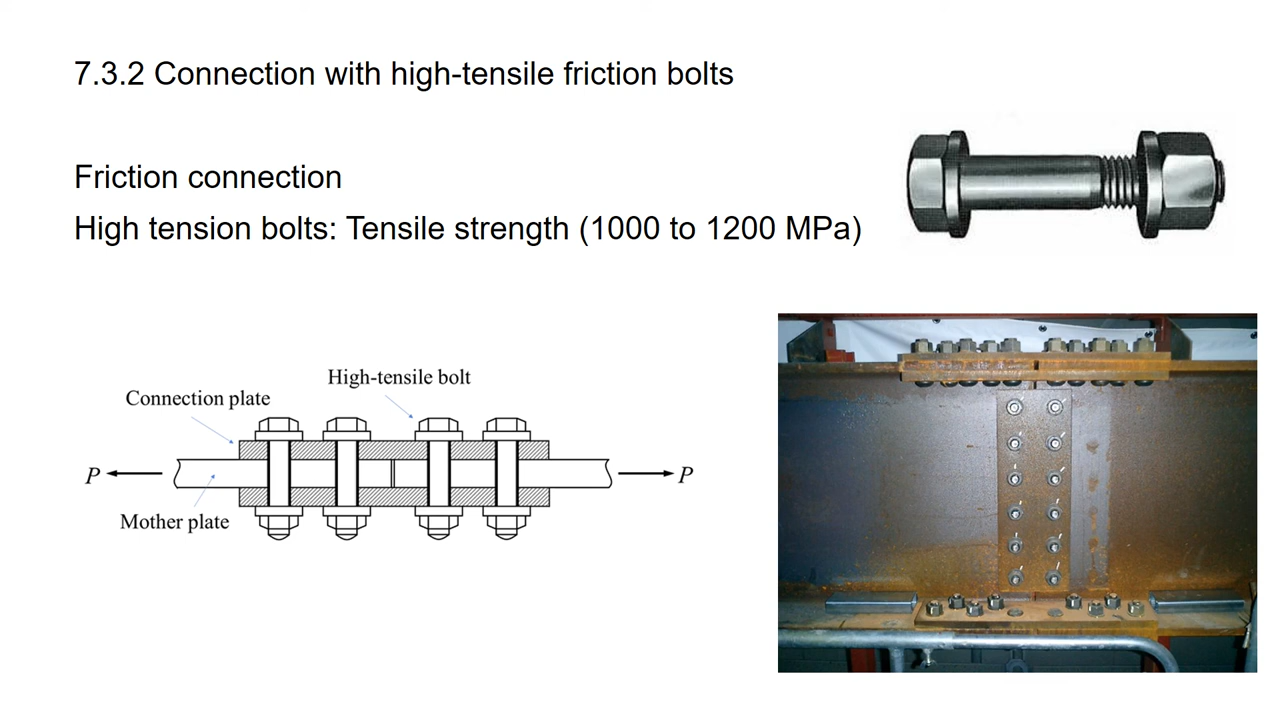 7.3.2 Connection with high-tensile friction bolts
Friction connection
High tension bolts: Tensile strength (1000 to 1200 MPa)
High-tensile bolt
Connection plate
P
P
Mother plate